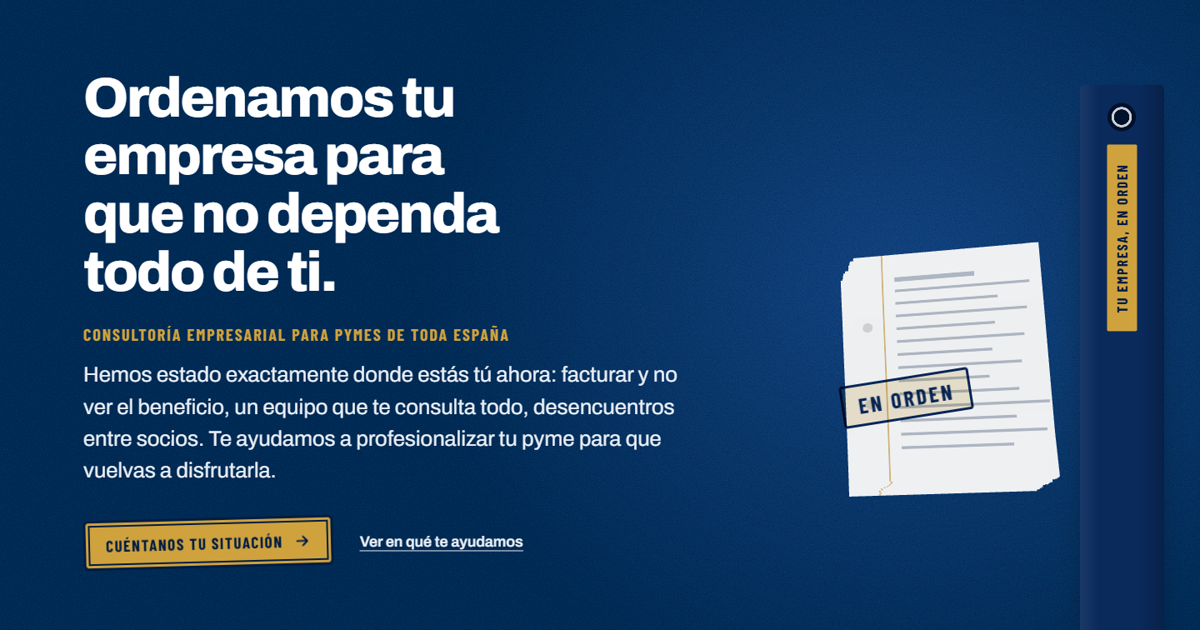 Ordenamos tu
empresa para
que no dependa
todo de ti.
CONSULTORÍA EMPRESARIAL PARA PYMES DE TODA ESPAÑA
Hemos estado exactamente donde estás tú ahora: facturar y no
ver el beneficio, un equipo que te consulta todo, desencuentros
entre socios. Te ayudamos a profesionalizar tu pyme para que
vuelvas a disfrutarla.
CUÉNTANOS TU SITUACIÓN →
Ver en qué te ayudamos
EN ORDEN
TU EMPRESA, EN ORDEN